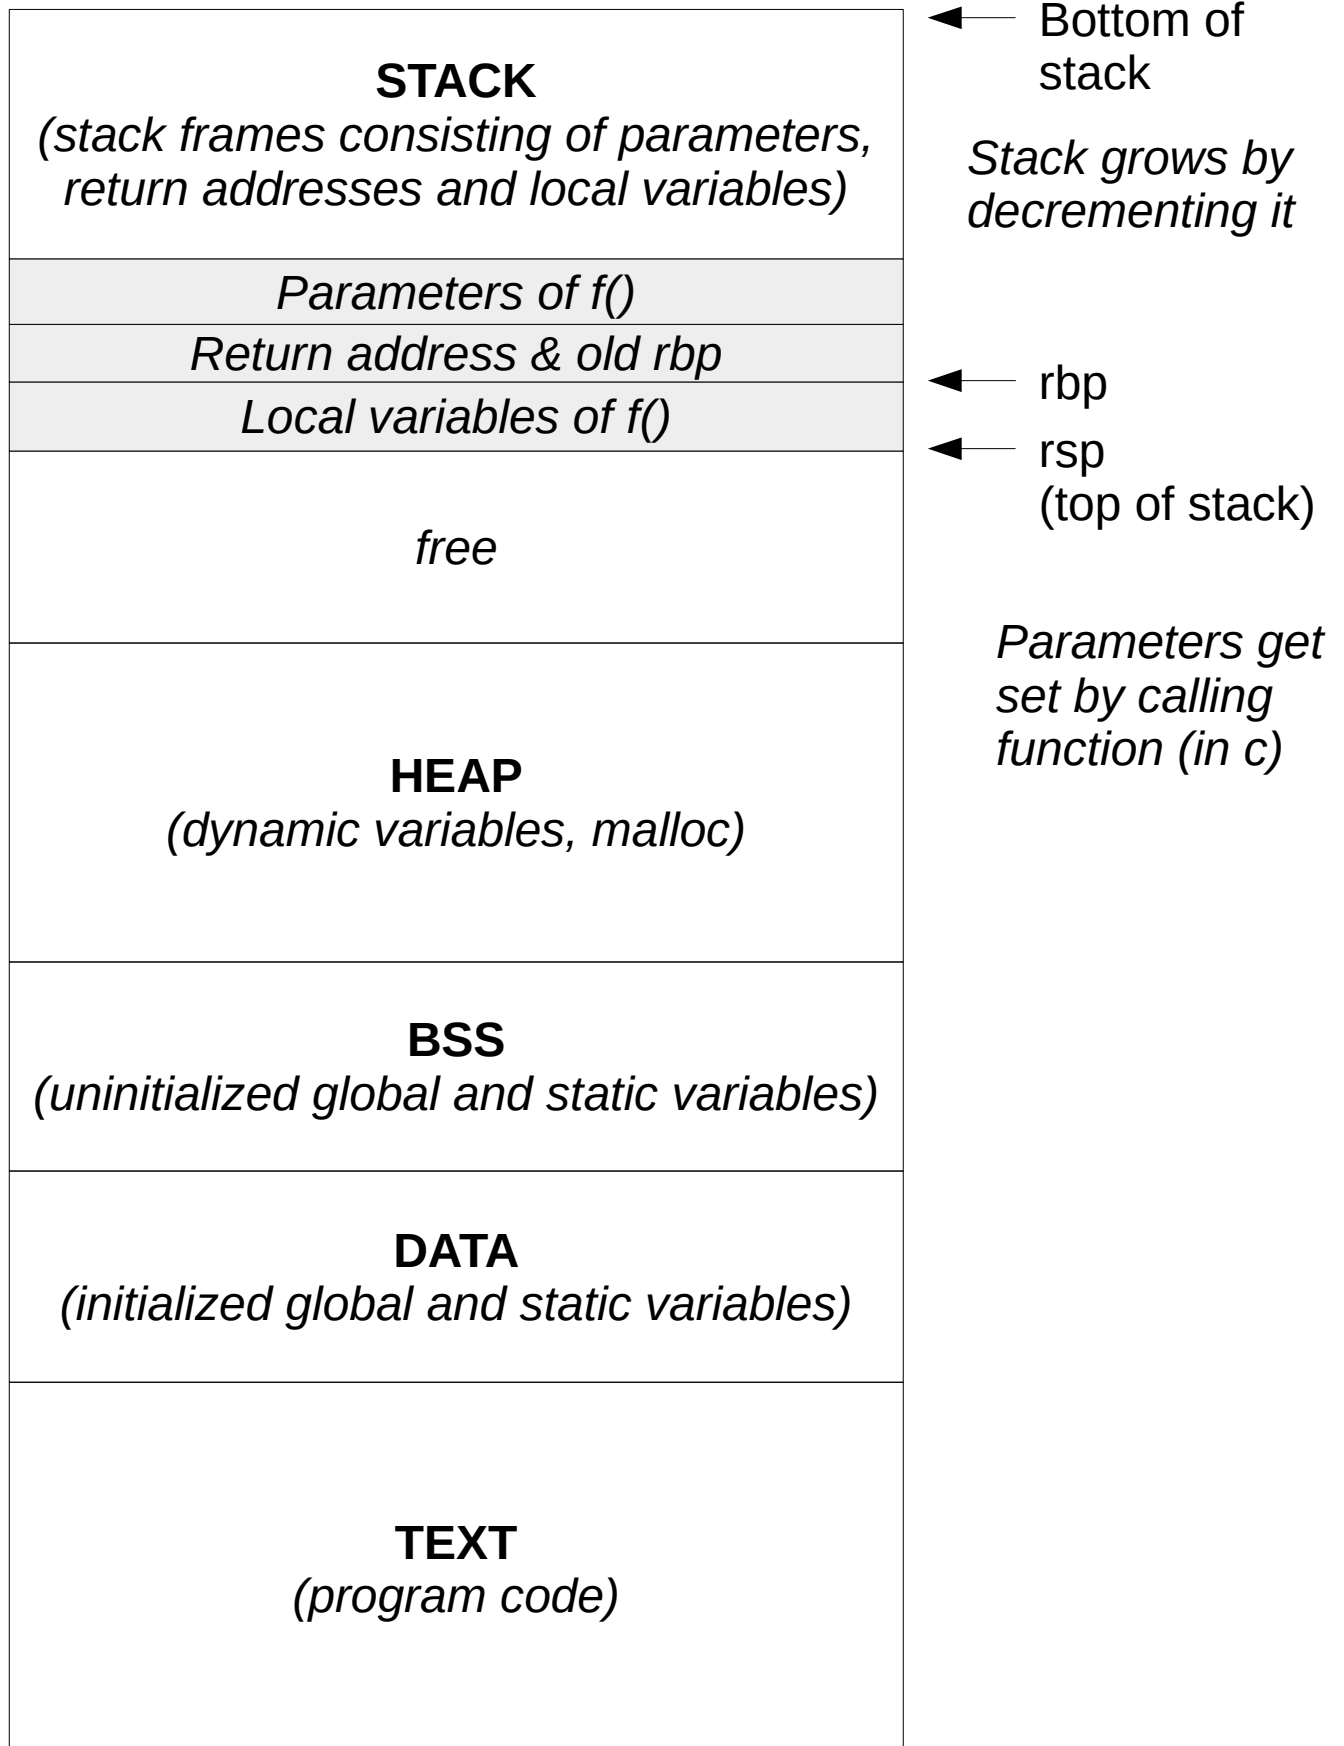 Bottom of
stack
STACK
(stack frames consisting of parameters,
return addresses and local variables)
Stack grows by
decrementing it
Parameters of f()
Return address & old rbp
rbp
Local variables of f()
rsp
(top of stack)
free
Parameters get
set by calling
function (in c)
HEAP
(dynamic variables, malloc)
BSS
(uninitialized global and static variables)
DATA
(initialized global and static variables)
TEXT
(program code)